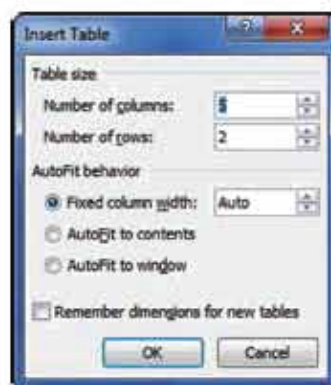 Insert Table
Table size
Number of columns: 5
Number of rows: 2
AutoFit behavior
Fixed column width: Auto
AutoFit to contents
AutoFit to window
Remember dimensions for new tables
OK Cancel